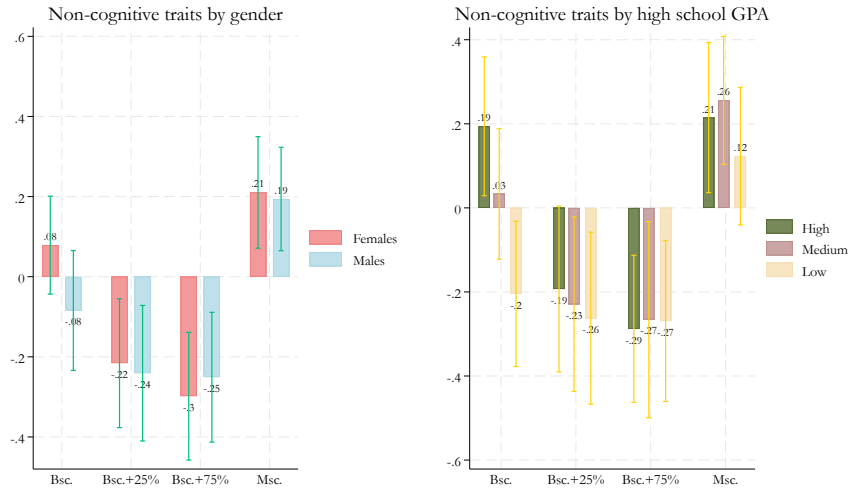 Non-cognitive traits by gender
.6
.4
.2
0
-.2
-.4
.08
-.08
-.22
-.24
-.3
-.25
.21
.19
Bsc.
Bsc.+25%
Bsc.+75%
Msc.
Females
Males
Non-cognitive traits by high school GPA
.4
.2
0
-.2
-.4
-.6
.19
.03
-.2
-.19
-.23
-.26
-.29
-.27
-.27
.21
.26
.12
Bsc.
Bsc.+25%
Bsc.+75%
Msc.
High
Medium
Low